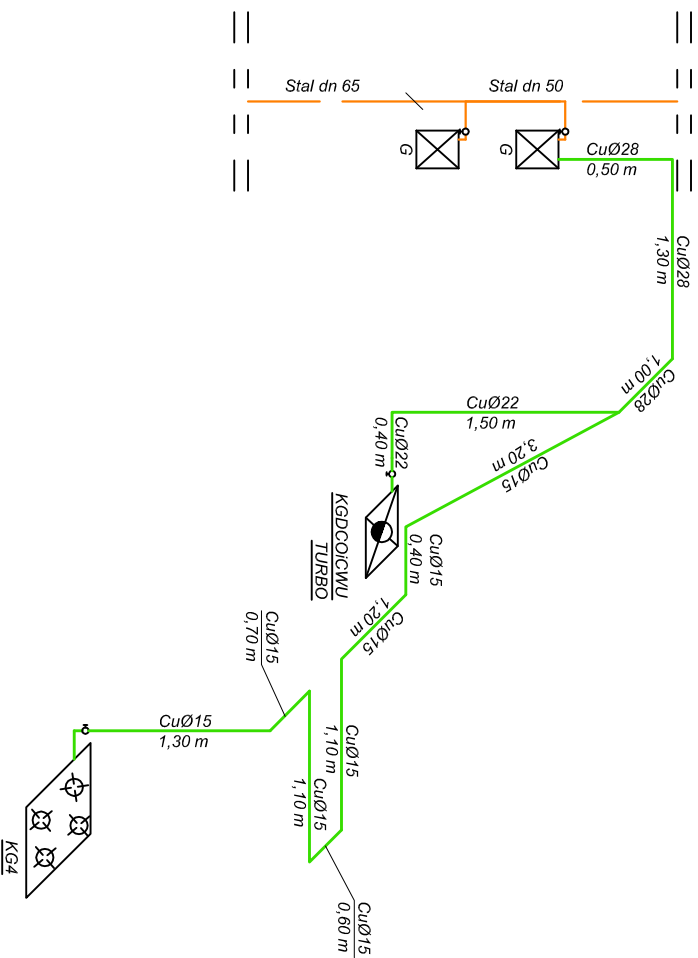 Stal dn 65
Stal dn 50
G
G
CuØ28
0,50 m
CuØ28
1,30 m
CuØ28
1,00 m
CuØ22
1,50 m
CuØ22
0,40 m
CuØ15
3,20 m
KGDCOiCWU
TURBO
CuØ15
0,40 m
CuØ15
1,20 m
CuØ15
1,10 m
CuØ15
0,60 m
CuØ15
1,10 m
CuØ15
0,70 m
CuØ15
1,30 m
KG4